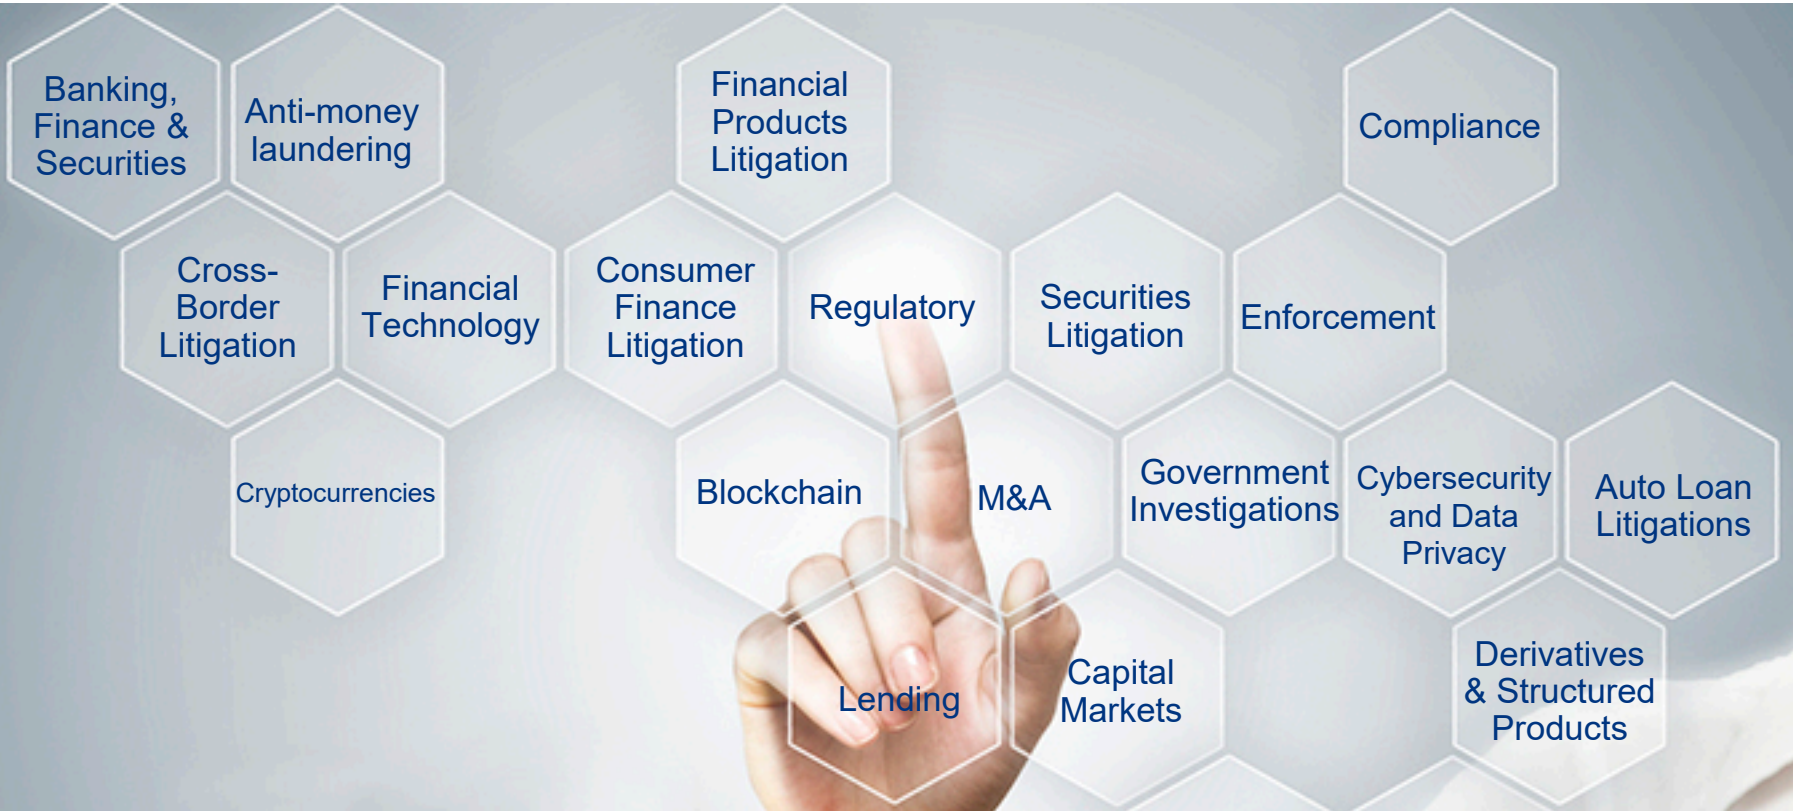 Banking,
Finance &
Securities
Anti-money
laundering
Financial
Products
Litigation
Compliance
Cross-
Border
Litigation
Financial
Technology
Consumer
Finance
Litigation
Regulatory
Securities
Litigation
Enforcement
Cryptocurrencies
Blockchain
M&A
Government
Investigations
Cybersecurity
and Data
Privacy
Auto Loan
Litigations
Lending
Capital
Markets
Derivatives
& Structured
Products